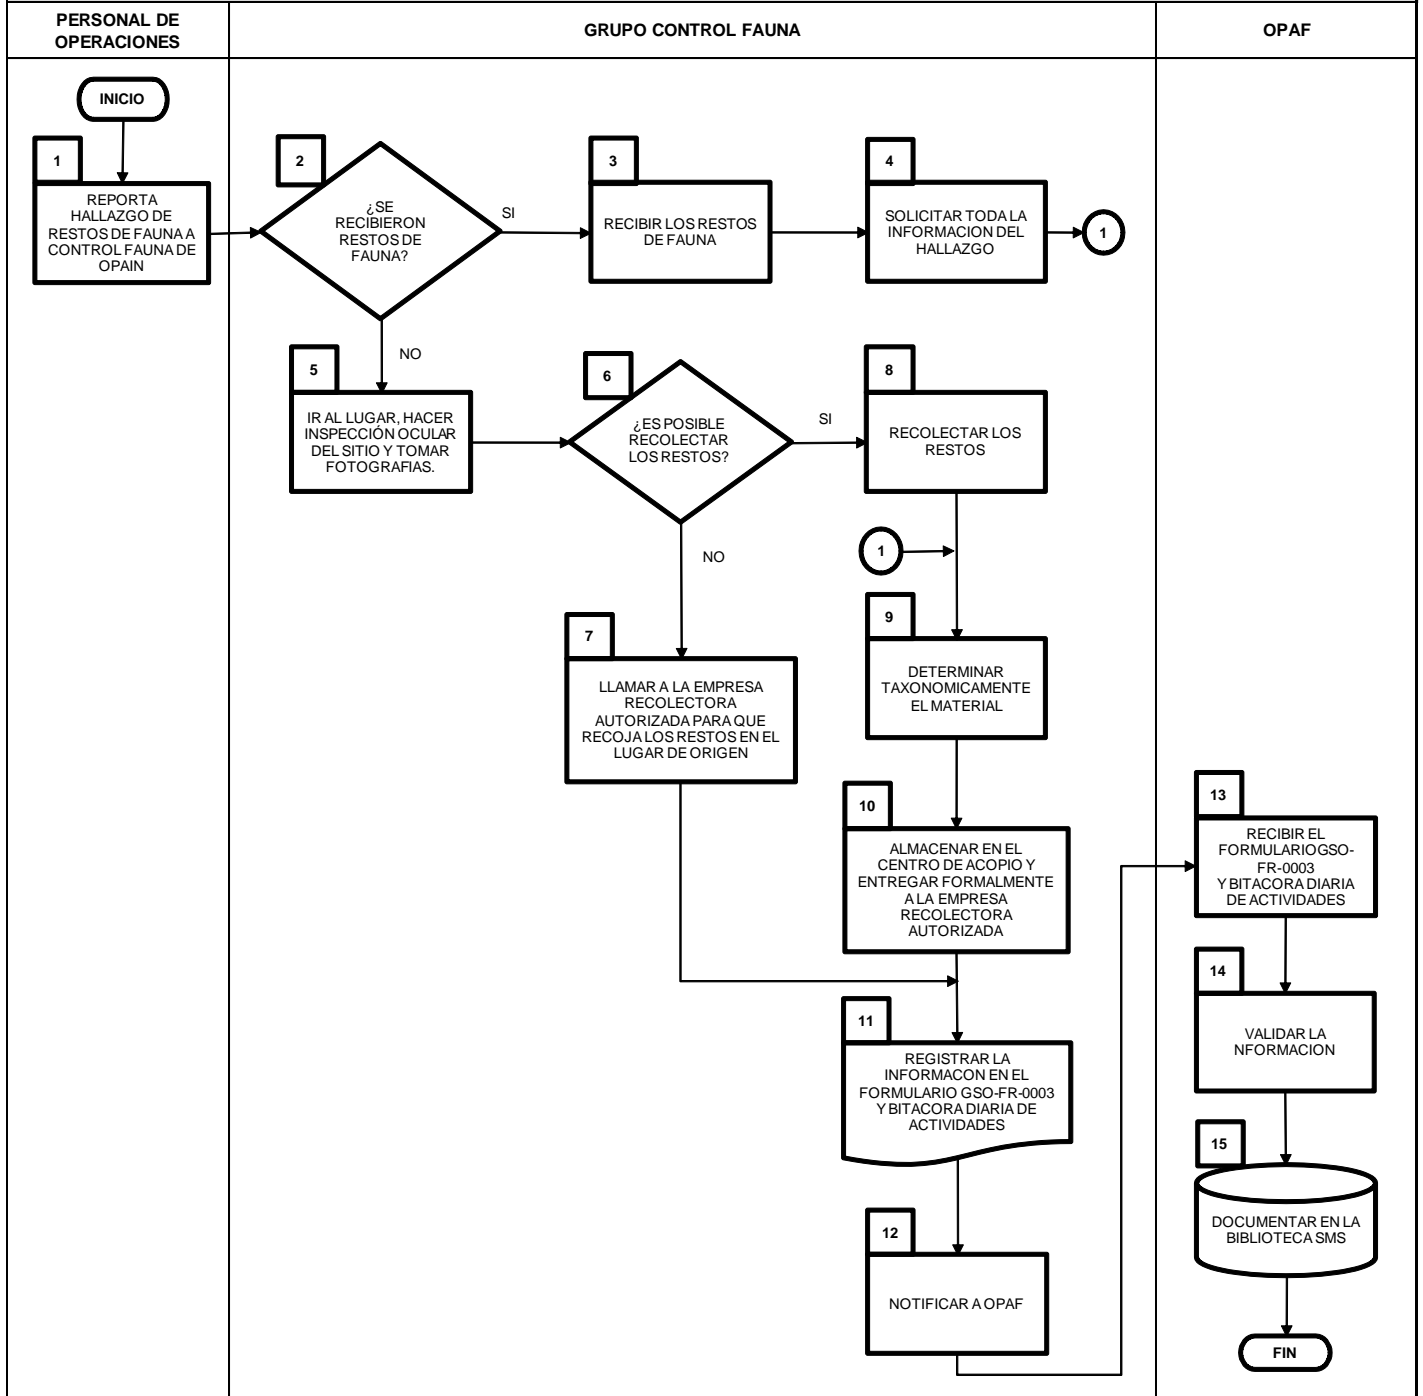 PERSONAL DE
OPERACIONES
GRUPO CONTROL FAUNA
OPAF
INICIO
1
REPORTA
HALLAZGO DE
RESTOS DE FAUNA A
CONTROL FAUNA DE
OPAIN
2
¿SE
RECIBIERON
RESTOS DE
FAUNA?
SI
3
RECIBIR LOS RESTOS
DE FAUNA
4
SOLICITAR TODA LA
INFORMACION DEL
HALLAZGO
1
NO
5
IR AL LUGAR, HACER
INSPECCIÓN OCULAR
DEL SITIO Y TOMAR
FOTOGRAFIAS.
6
¿ES POSIBLE
RECOLECTAR
LOS RESTOS?
SI
8
RECOLECTAR LOS
RESTOS
NO
1
7
LLAMAR A LA EMPRESA
RECOLECTORA
AUTORIZADA PARA QUE
RECOJA LOS RESTOS EN EL
LUGAR DE ORIGEN
9
DETERMINAR
TAXONOMICAMENTE
EL MATERIAL
10
ALMACENAR EN EL
CENTRO DE ACOPIO Y
ENTREGAR FORMALMENTE
A LA EMPRESA
RECOLECTORA
AUTORIZADA
11
REGISTRAR LA
INFORMACON EN EL
FORMULARIO GSO-FR-0003
Y BITACORA DIARIA DE
ACTIVIDADES
12
NOTIFICAR A OPAF
13
RECIBIR EL
FORMULARIOGSO-
FR-0003
Y BITACORA DIARIA
DE ACTIVIDADES
14
VALIDAR LA
NFORMACION
15
DOCUMENTAR EN LA
BIBLIOTECA SMS
FIN